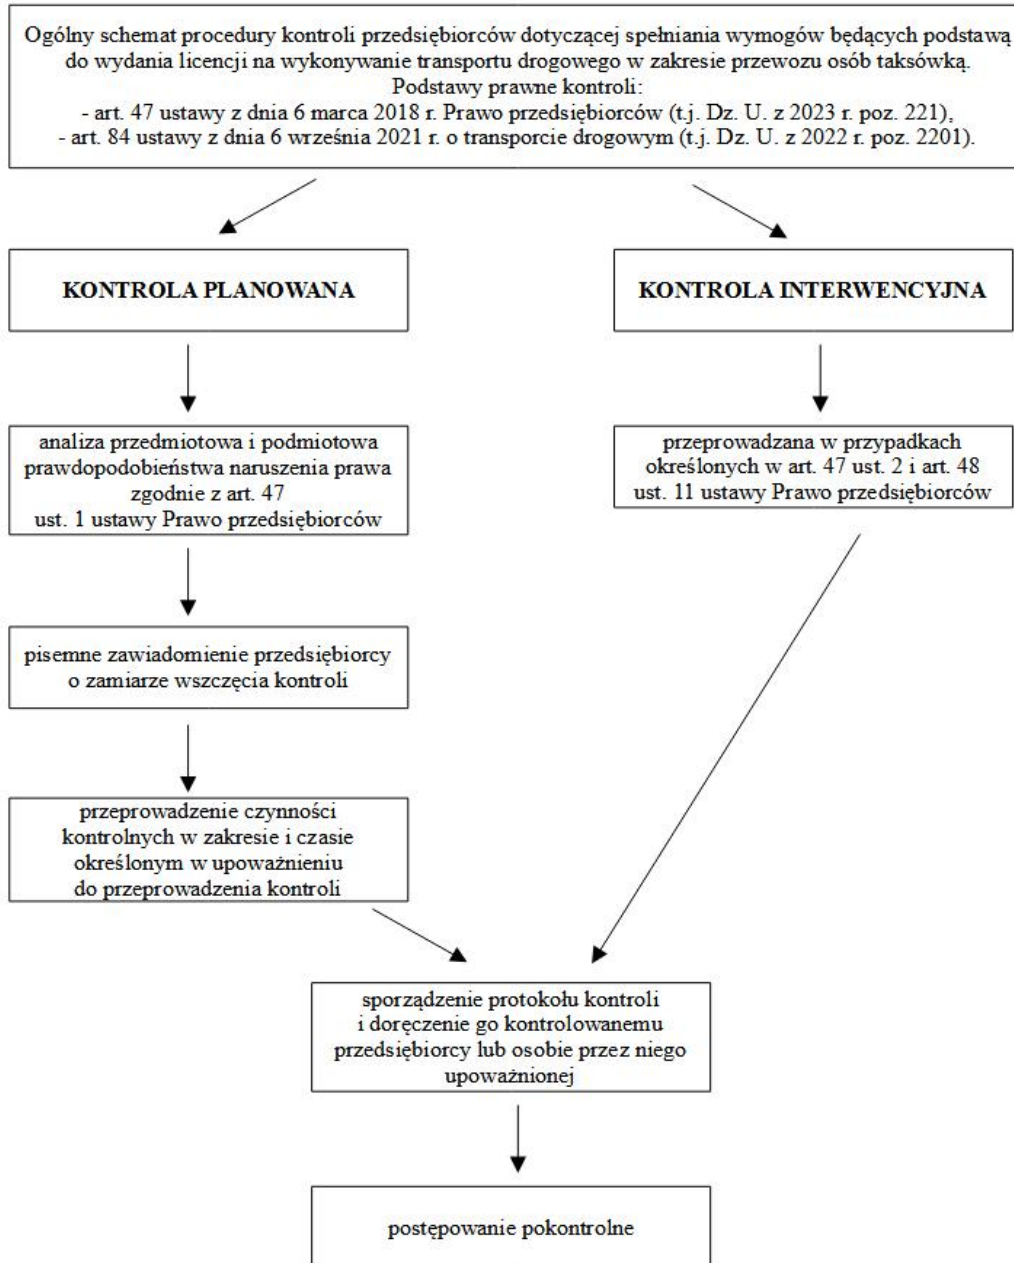 Ogólny schemat procedury kontroli przedsiębiorców dotyczącej spełniania wymogów będących podstawą
do wydania licencji na wykonywanie transportu drogowego w zakresie przewozu osób taksówką.
Podstawy prawne kontroli:
- art. 47 ustawy z dnia 6 marca 2018 r. Prawo przedsiębiorców (t.j. Dz. U. z 2023 r. poz. 221),
- art. 84 ustawy z dnia 6 września 2021 r. o transporcie drogowym (t.j. Dz. U. z 2022 r. poz. 2201).
KONTROLA PLANOWANA
KONTROLA INTERWENCYJNA
analiza przedmiotowa i podmiotowa
prawdopodobieństwa naruszenia prawa
zgodnie z art. 47
ust. 1 ustawy Prawo przedsiębiorców
przeprowadzana w przypadkach
określonych w art. 47 ust. 2 i art. 48
ust. 11 ustawy Prawo przedsiębiorców
pisemne zawiadomienie przedsiębiorcy
o zamiarze wszczęcia kontroli
przeprowadzenie czynności
kontrolnych w zakresie i czasie
określonym w upoważnieniu
do przeprowadzenia kontroli
sporządzenie protokołu kontroli
i doręczenie go kontrolowanemu
przedsiębiorcy lub osobie przez niego
upoważnionej
postępowanie pokontrolne